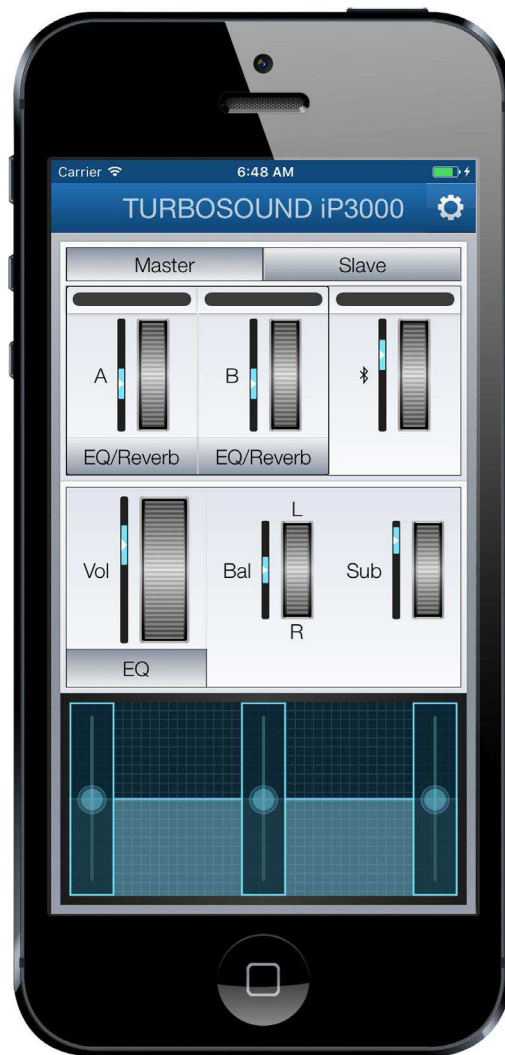 Carrier 6:48 AM
TURBOSOUND iP3000
Master Slave
A B
EQ/Reverb EQ/Reverb
L
Vol Bal Sub
R
EQ